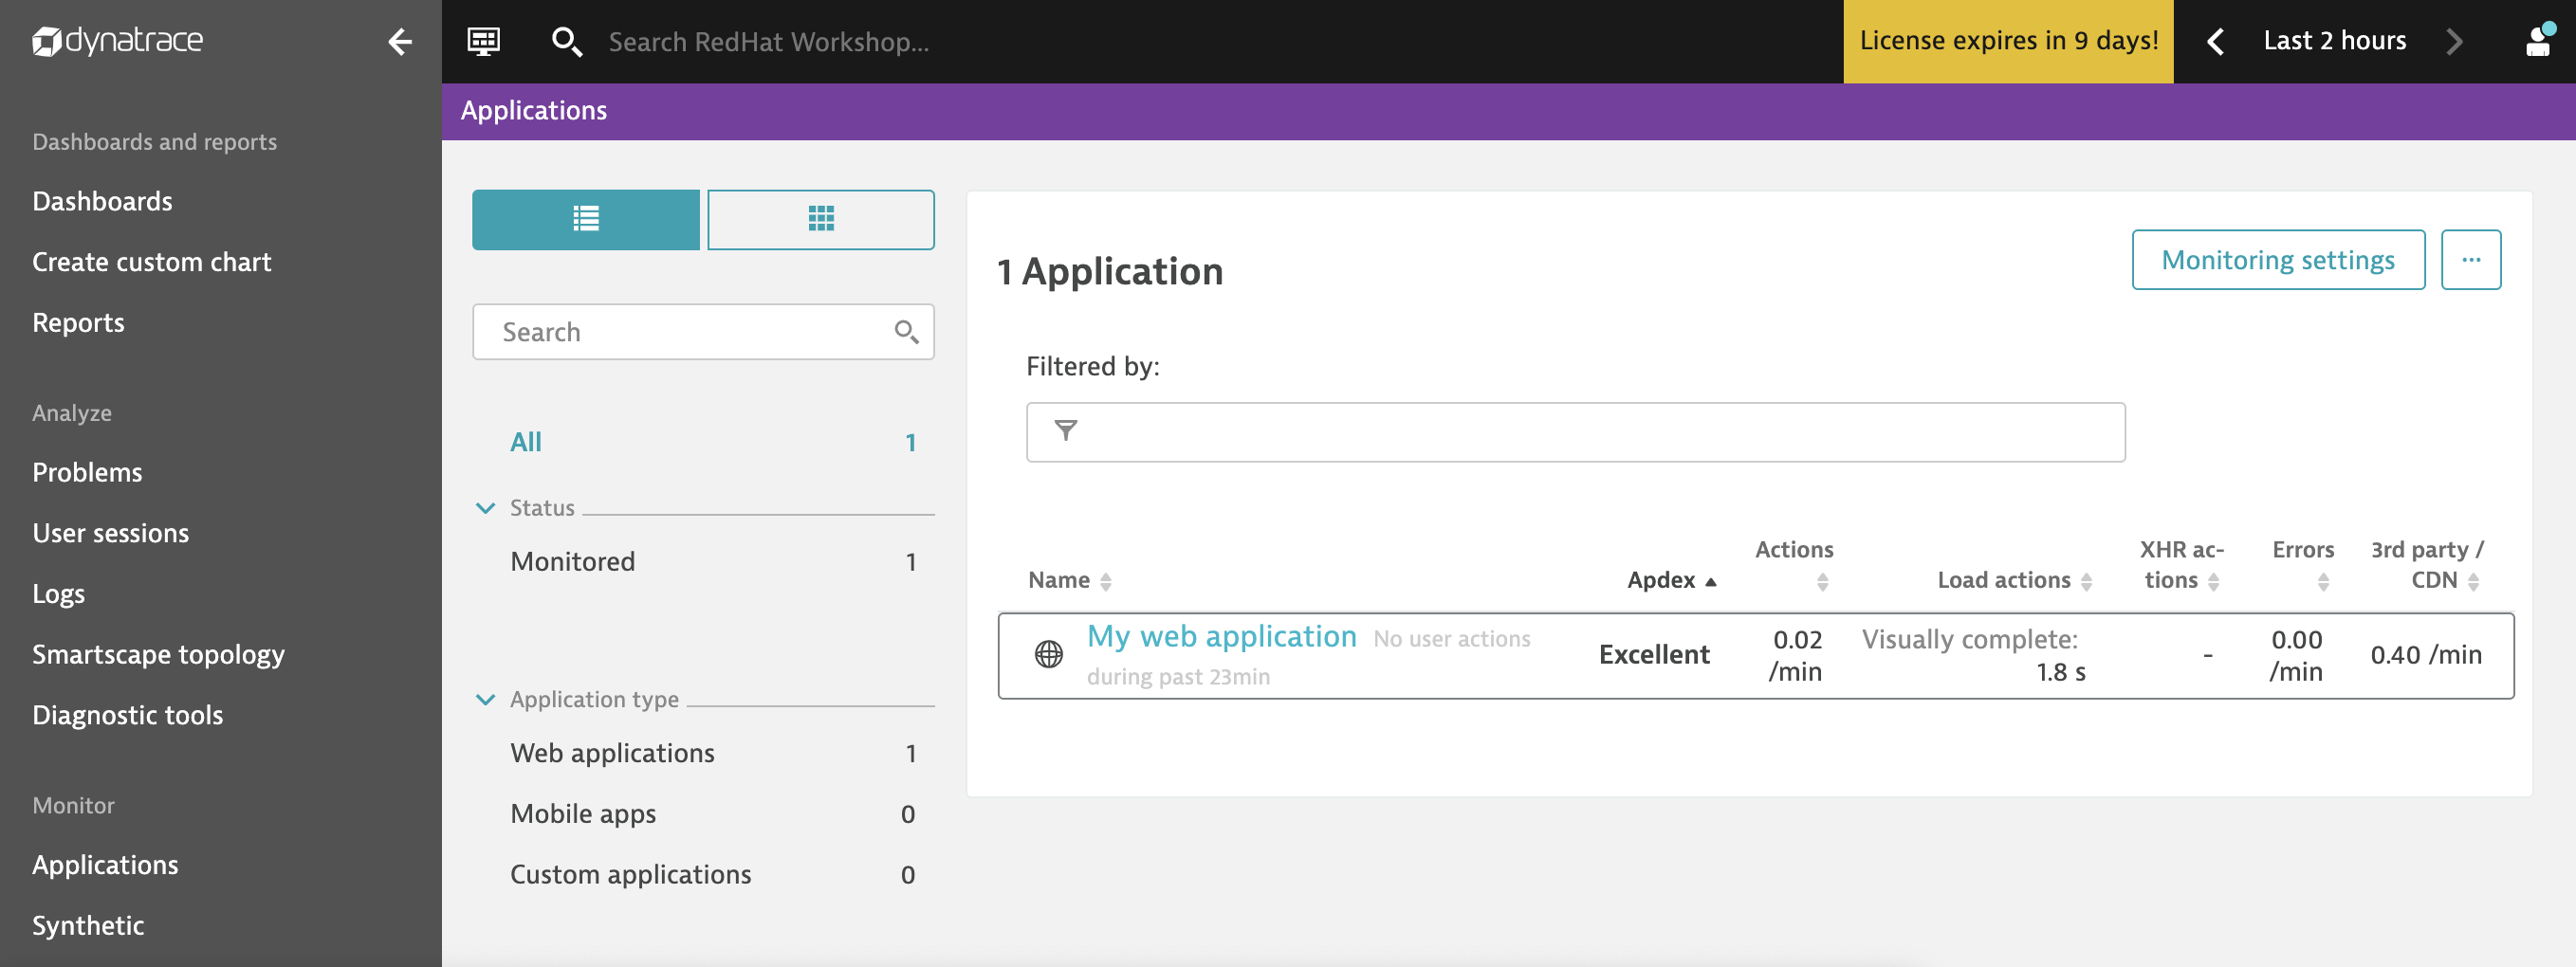 dynatrace
Search RedHat Workshop...
License expires in 9 days!
Last 2 hours
Applications
Dashboards and reports
Dashboards
Create custom chart
Reports
Analyze
Problems
User sessions
Logs
Smartscape topology
Diagnostic tools
Monitor
Applications
Synthetic
Search
All 1
Status
Monitored 1
Application type
Web applications 1
Mobile apps 0
Custom applications 0
1 Application
Monitoring settings
...
Filtered by:
Name
Apdex
Actions
Load actions
XHR ac-
tions
Errors
3rd party /
CDN
My web application No user actions
during past 23min
Excellent
0.02
/min
Visually complete:
1.8 s
-
0.00
/min
0.40 /min